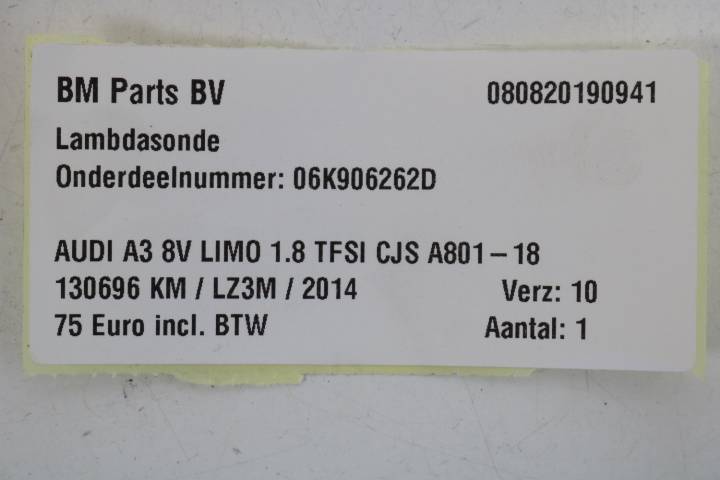 BM Parts BV 080820190941
Lambdasonde
Onderdeelnummer: 06K906262D
AUDI A3 8V LIMO 1.8 TFSI CJS A801-18
130696 KM / LZ3M / 2014 Verz: 10
75 Euro incl. BTW Aantal: 1